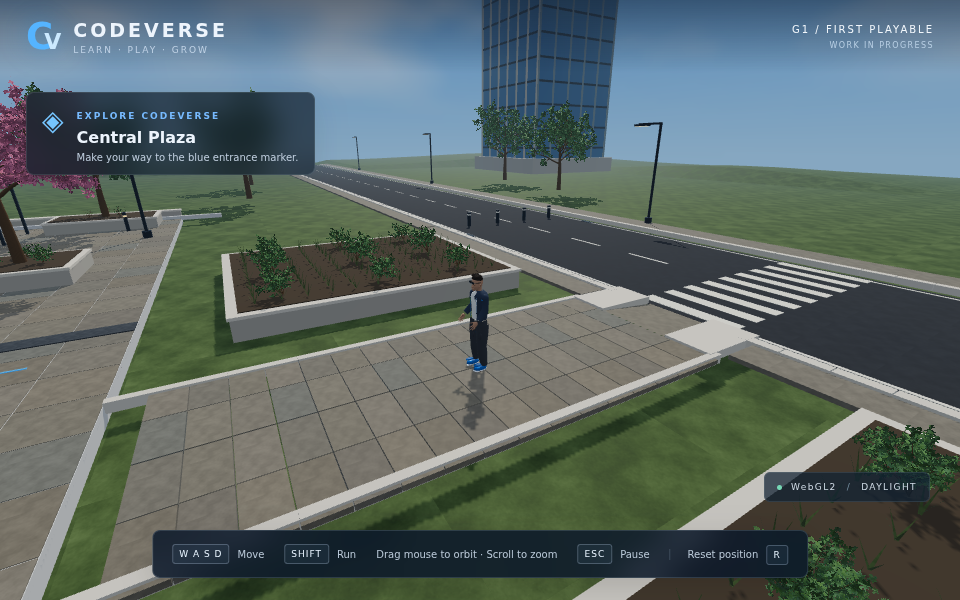 CV CODEVERSE
LEARN · PLAY · GROW
G1 / FIRST PLAYABLE
WORK IN PROGRESS
EXPLORE CODEVERSE
Central Plaza
Make your way to the blue entrance marker.
WebGL2 / DAYLIGHT
W A S D Move SHIFT Run Drag mouse to orbit · Scroll to zoom ESC Pause | Reset position R